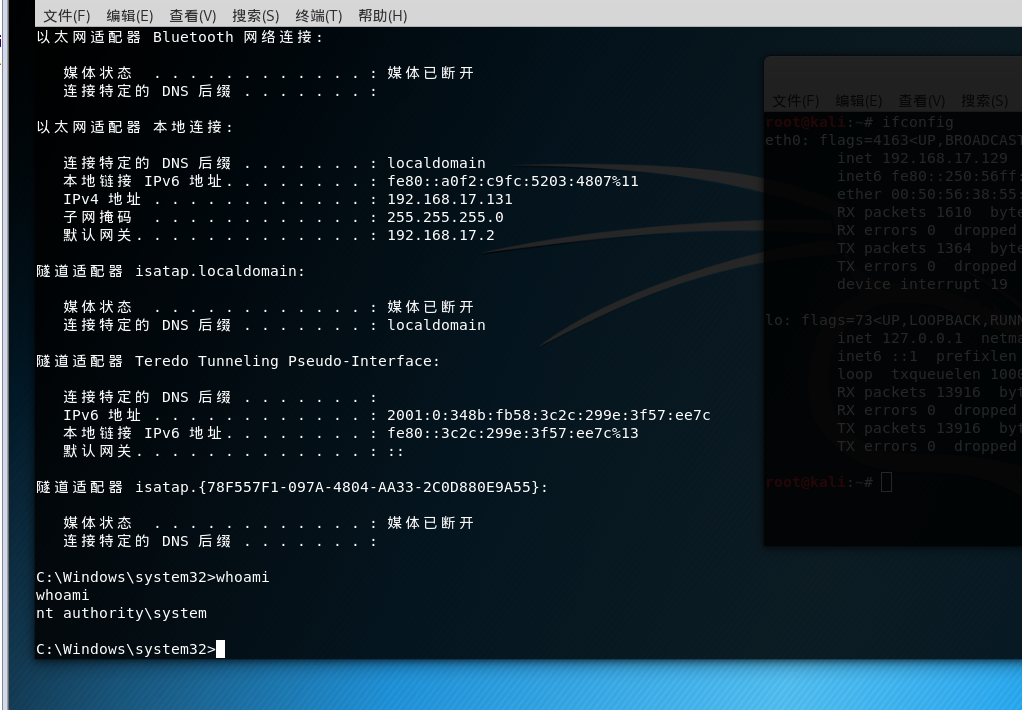 文件(F) 编辑(E) 查看(V) 搜索(S) 终端(T) 帮助(H)
以太网适配器 Bluetooth 网络连接:
媒体状态 . . . . . . . . . . . . : 媒体已断开
连接特定的 DNS 后缀 . . . . . . . :
以太网适配器 本地连接:
连接特定的 DNS 后缀 . . . . . . . : localdomain
本地链接 IPv6 地址. . . . . . . . : fe80::a0f2:c9fc:5203:4807%11
IPv4 地址 . . . . . . . . . . . . : 192.168.17.131
子网掩码 . . . . . . . . . . . . : 255.255.255.0
默认网关. . . . . . . . . . . . . : 192.168.17.2
隧道适配器 isatap.localdomain:
媒体状态 . . . . . . . . . . . . : 媒体已断开
连接特定的 DNS 后缀 . . . . . . . : localdomain
隧道适配器 Teredo Tunneling Pseudo-Interface:
连接特定的 DNS 后缀 . . . . . . . :
IPv6 地址 . . . . . . . . . . . . : 2001:0:348b:fb58:3c2c:299e:3f57:ee7c
本地链接 IPv6 地址. . . . . . . . : fe80::3c2c:299e:3f57:ee7c%13
默认网关. . . . . . . . . . . . . : ::
隧道适配器 isatap.{78F557F1-097A-4804-AA33-2C0D880E9A55}:
媒体状态 . . . . . . . . . . . . : 媒体已断开
连接特定的 DNS 后缀 . . . . . . . :
C:\Windows\system32>whoami
whoami
nt authority\system
C:\Windows\system32>
文件(F) 编辑(E) 查看(V) 搜索(S)
root@kali:~# ifconfig
eth0: flags=4163<UP,BROADCAST
inet 192.168.17.129
inet6 fe80::250:56ff:
ether 00:50:56:38:55:
RX packets 1610 byte
RX errors 0 dropped
TX packets 1364 byte
TX errors 0 dropped
device interrupt 19
lo: flags=73<UP,LOOPBACK,RUNN
inet 127.0.0.1 netma
inet6 ::1 prefixlen
loop txqueuelen 1000
RX packets 13916 byt
RX errors 0 dropped
TX packets 13916 byt
TX errors 0 dropped
root@kali:~#